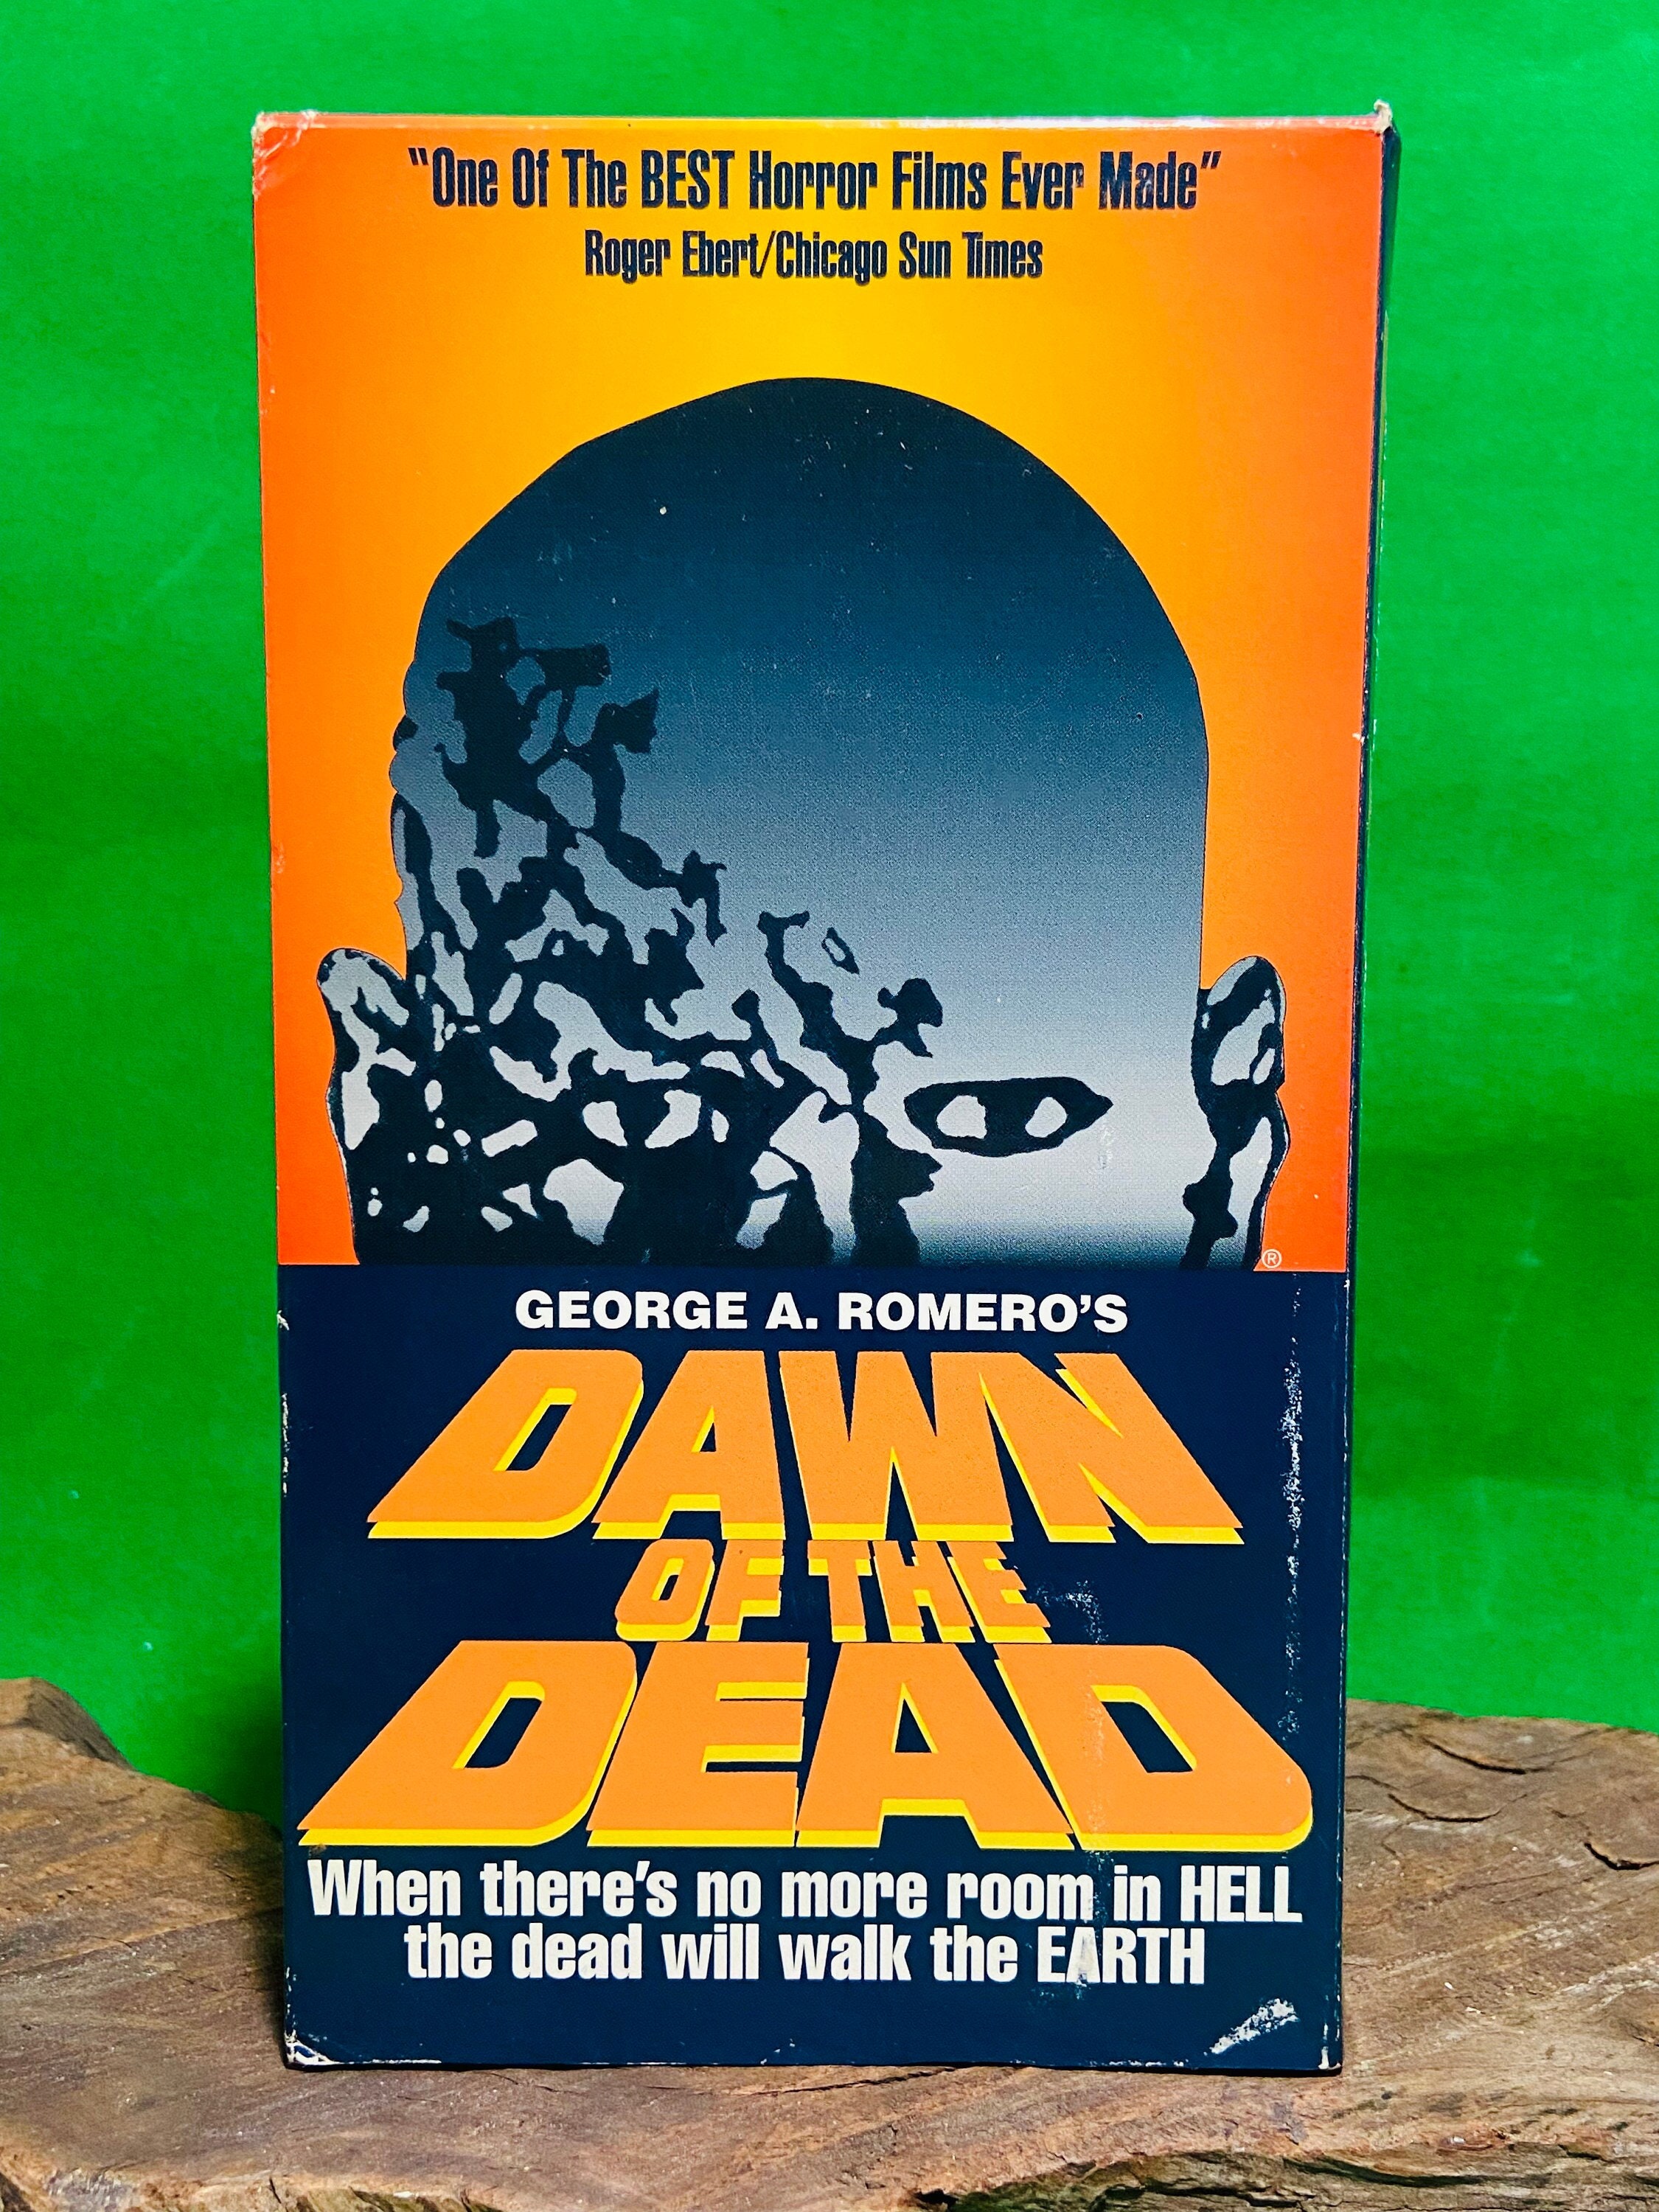 "One Of The BEST Horror Films Ever Made"
Roger Ebert/Chicago Sun Times
®
GEORGE A. ROMERO'S
DAWN
OF THE
DEAD
When there's no more room in HELL
the dead will walk the EARTH